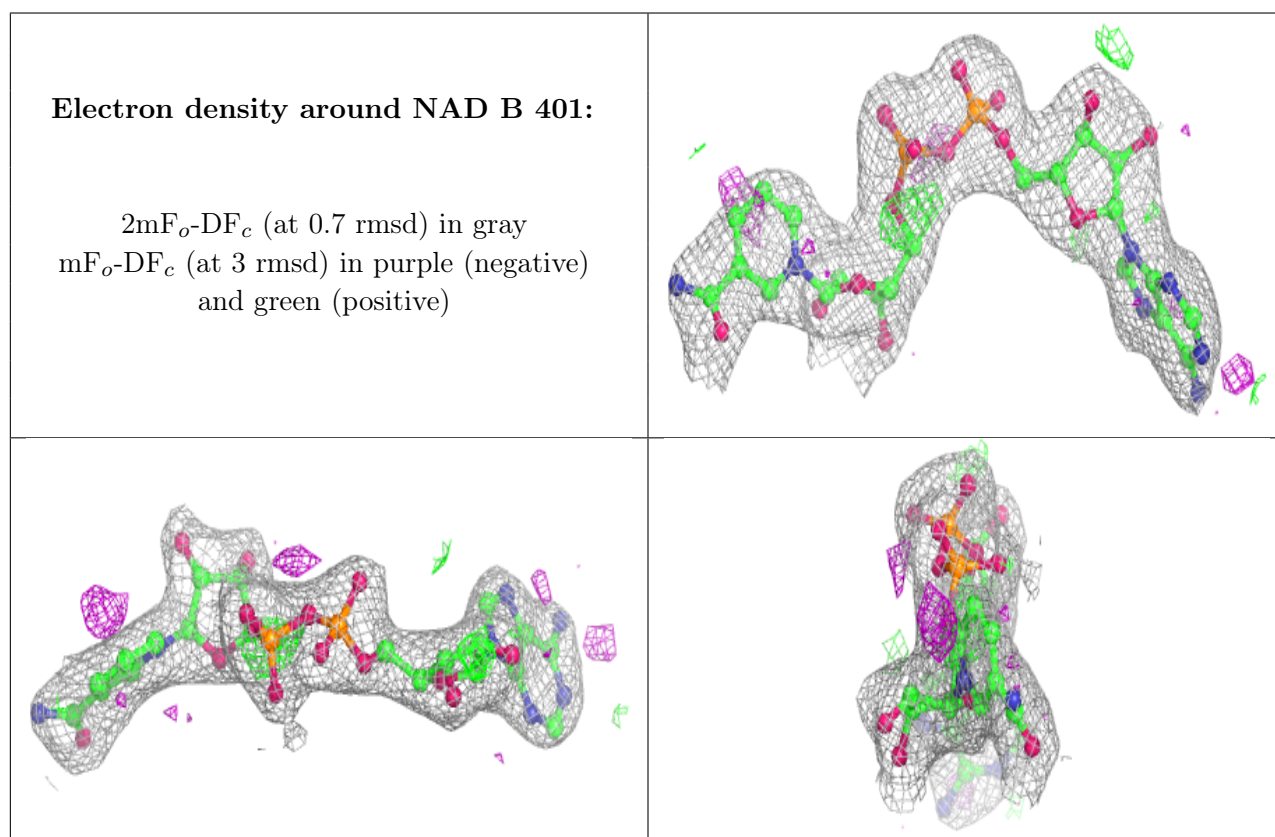 Electron density around NAD B 401:
2mFo-DFc (at 0.7 rmsd) in gray
mFo-DFc (at 3 rmsd) in purple (negative)
and green (positive)